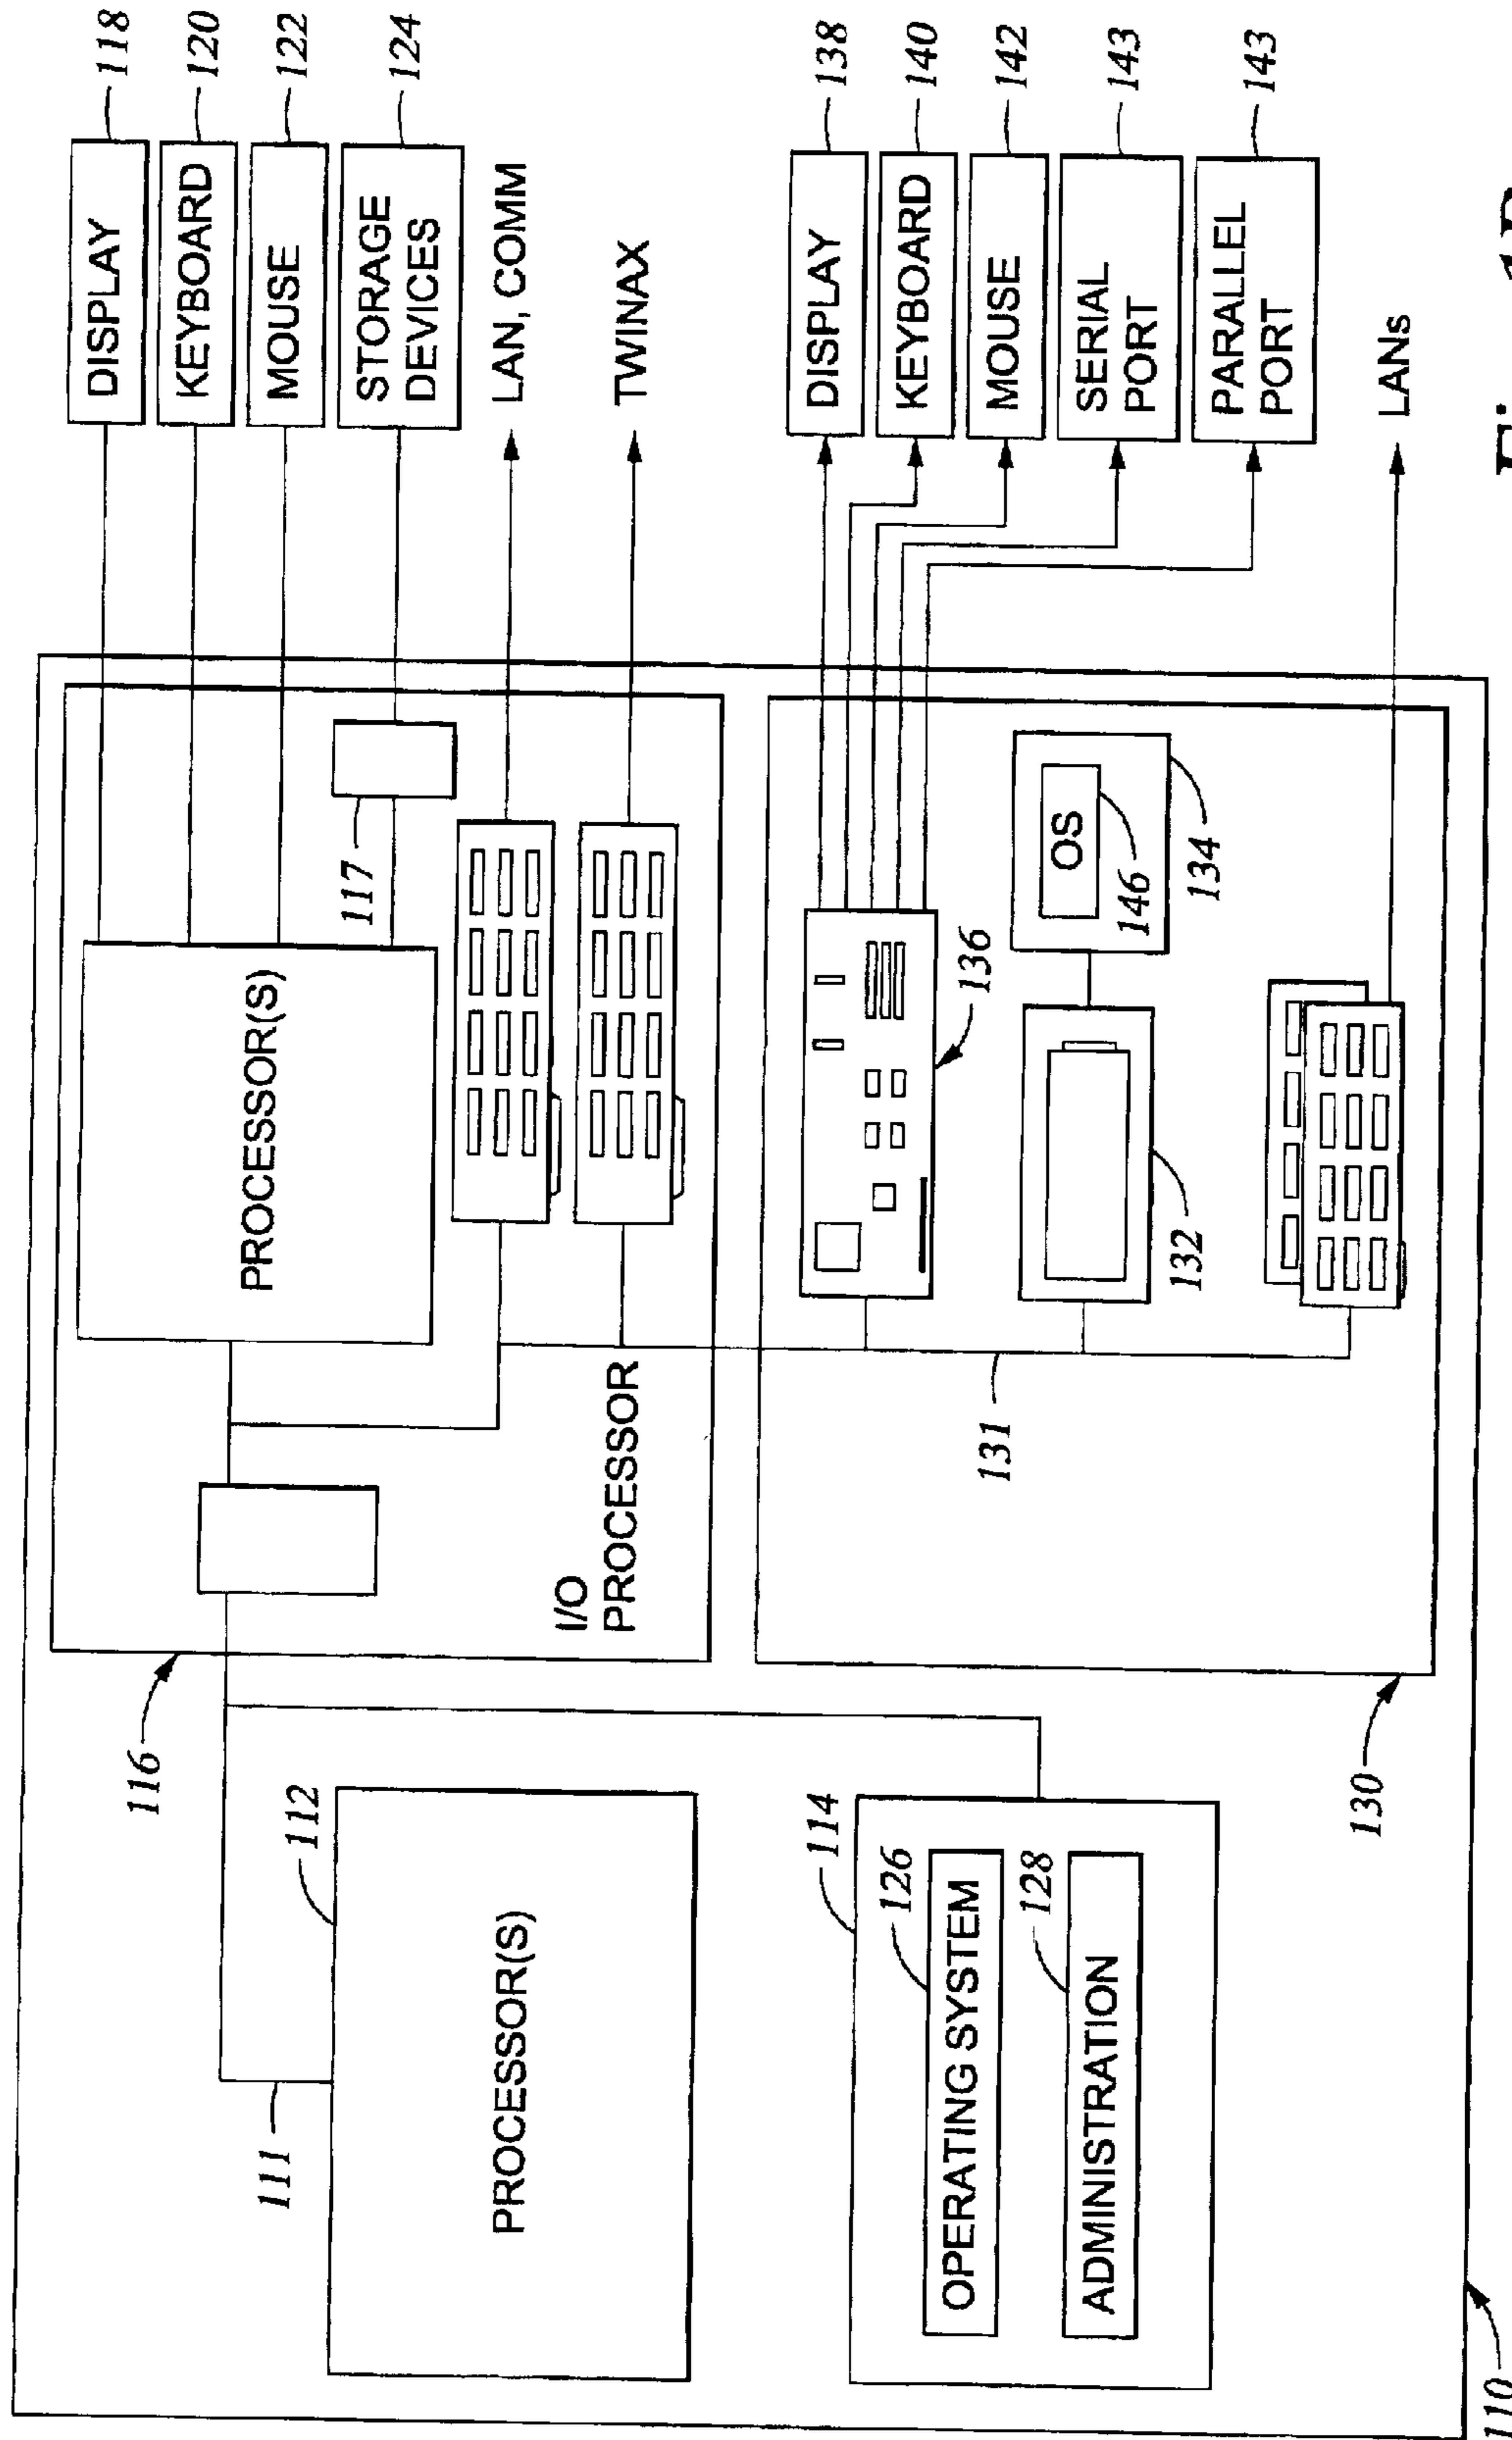 118
DISPLAY
120
KEYBOARD
122
MOUSE
124
STORAGE
DEVICES
LAN, COMM
TWINAX
PROCESSOR(S)
117
I/O
PROCESSOR
116
111
112
PROCESSOR(S)
138
DISPLAY
140
KEYBOARD
142
MOUSE
143
SERIAL
PORT
143
PARALLEL
PORT
LANs
136
OS
146
134
132
131
130
114
126
OPERATING SYSTEM
128
ADMINISTRATION
110